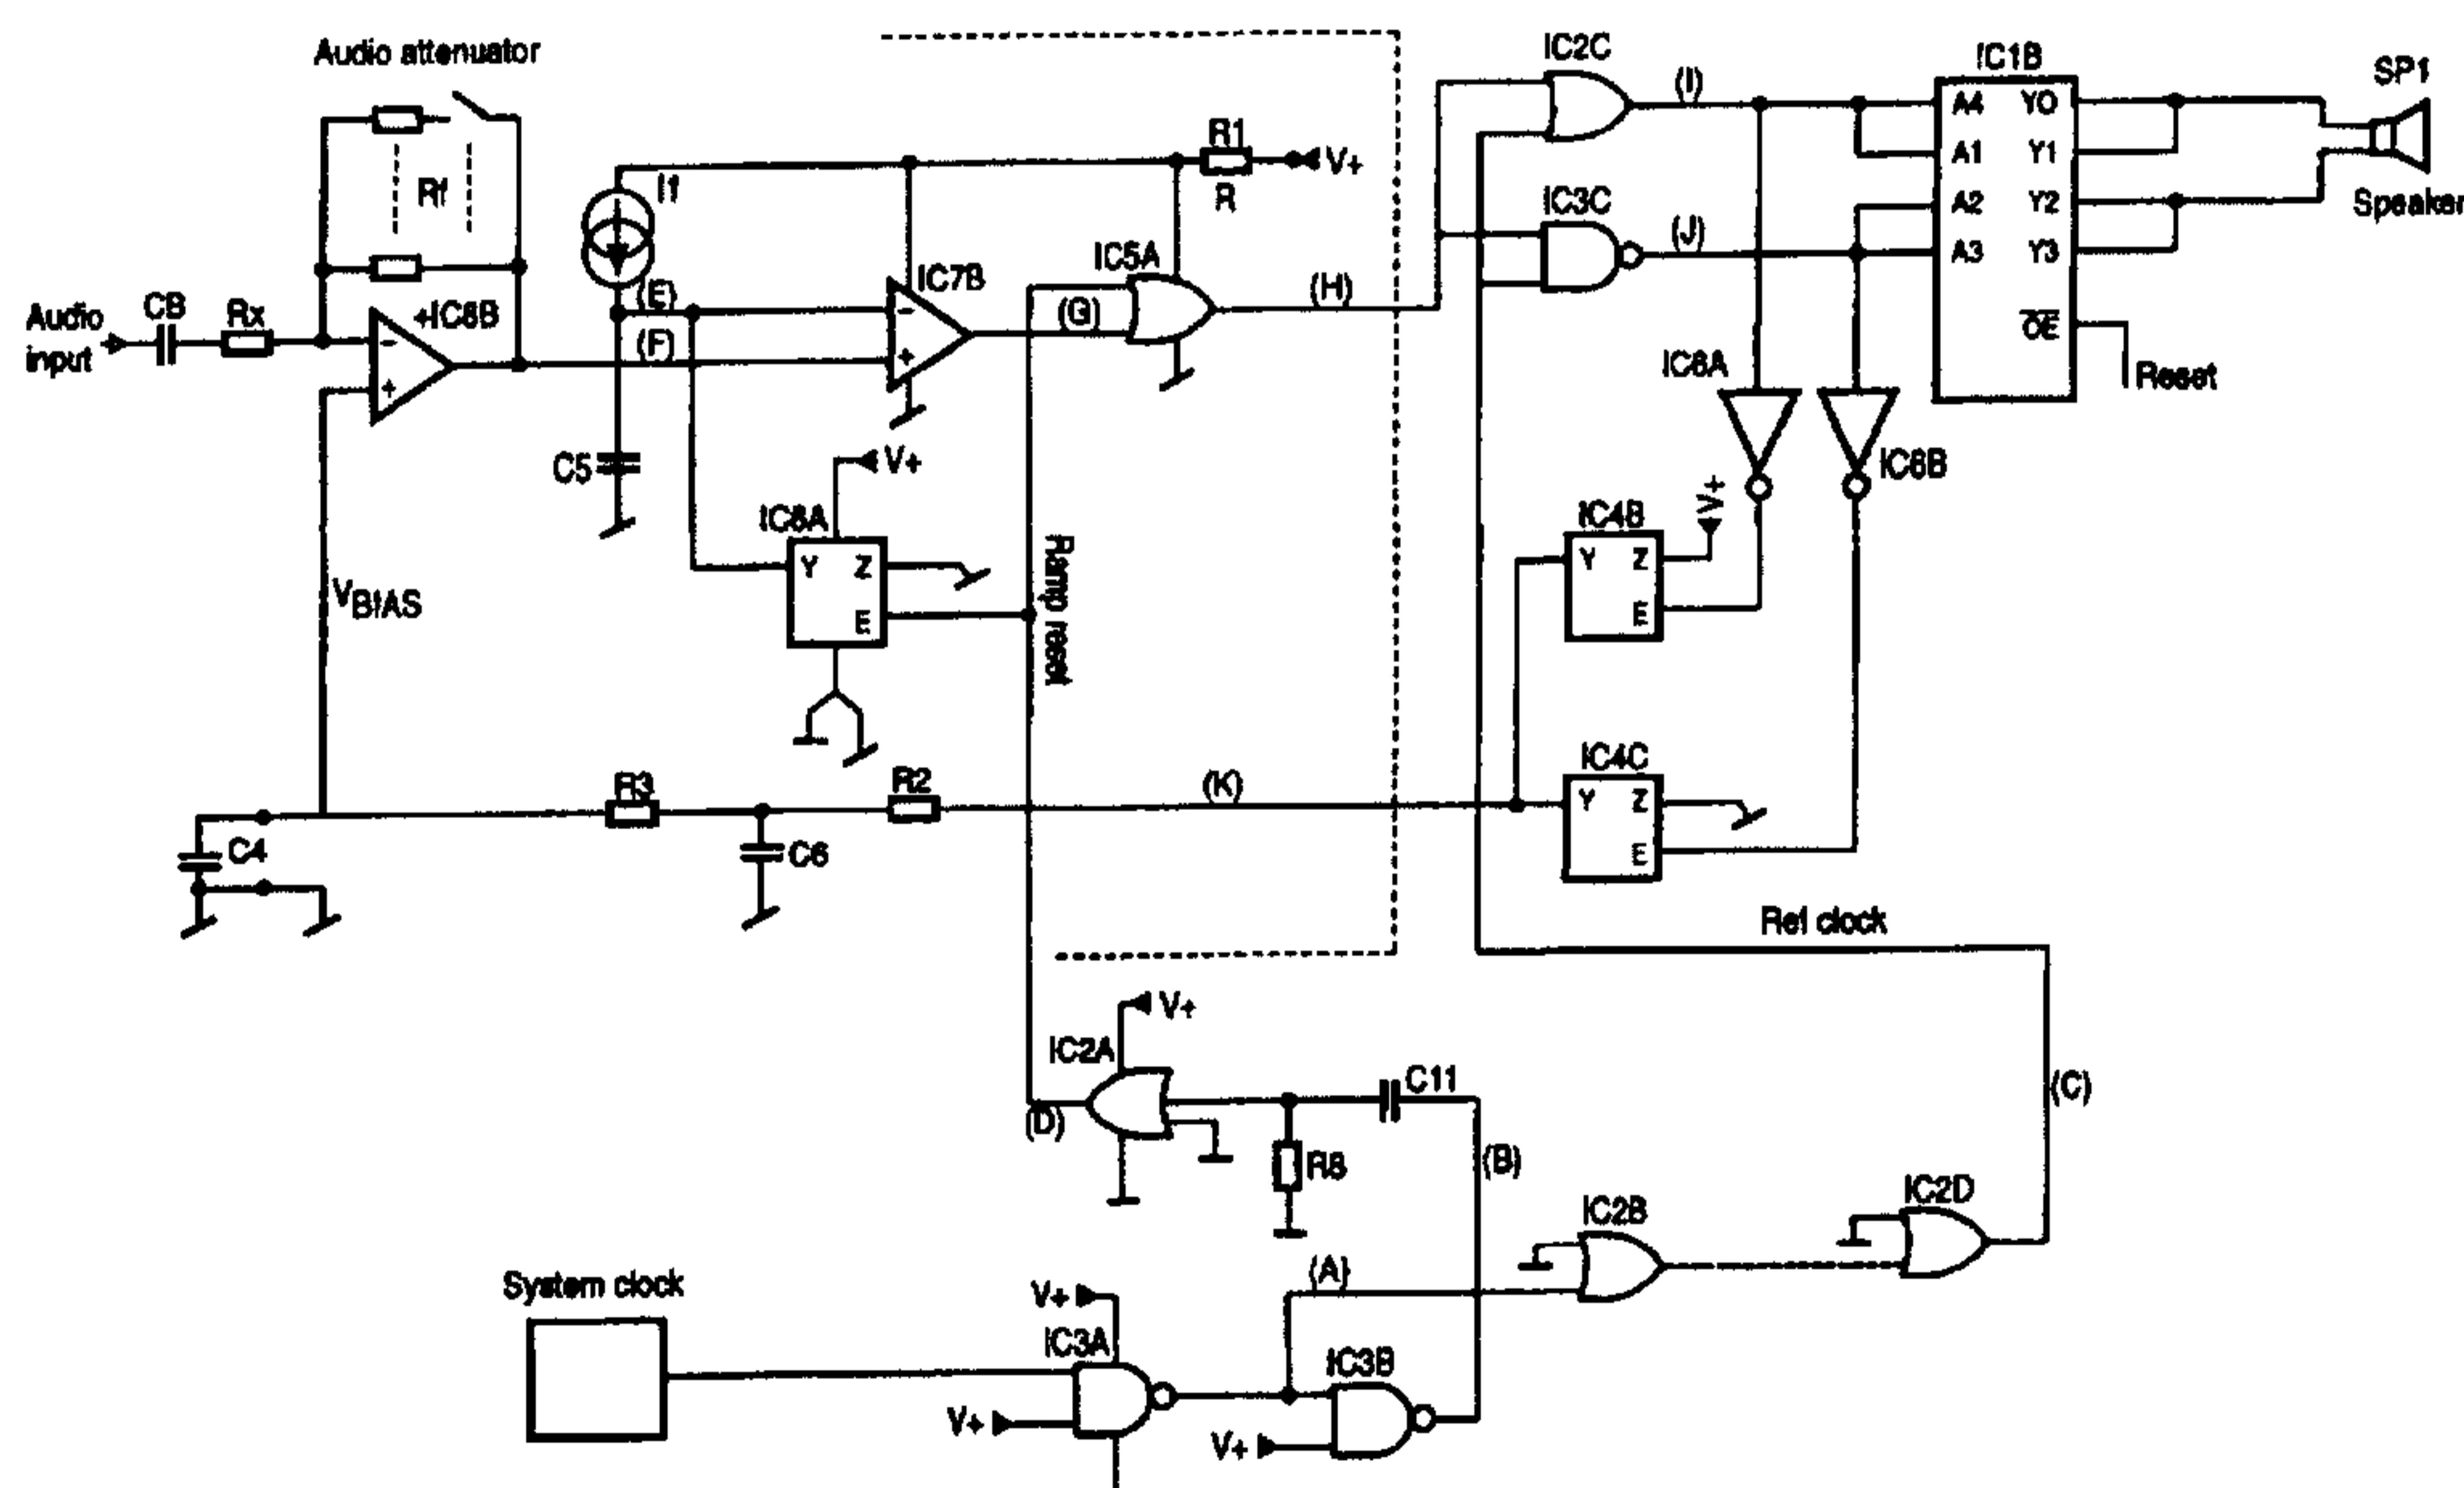 Audio attenuator
Rf
Audio
input
CB
Rx
+IC6B
-
+
VBIAS
I1
(E)
(F)
C5
V+
IC8A
Y
Z
E
IC7B
-
+
(G)
IC5A
R1
R
V+
(H)
Ramp reset
IC2C
(I)
IC3C
(J)
IC1B
A4
Y0
A1
Y1
A2
Y2
A3
Y3
OE
Reset
SP1
Speaker
IC6A
IC6B
V+
IC4B
Y
Z
E
IC4C
Y
Z
E
C4
R3
C6
R2
(K)
Ref clock
(C)
V+
IC2A
(D)
C11
R8
(B)
IC2B
IC2D
(A)
System clock
V+
IC3A
V+
IC3B
V+